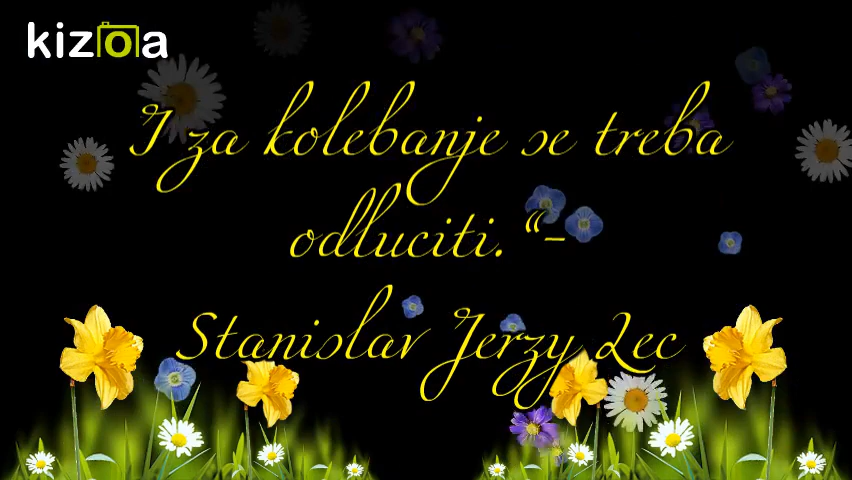 kizoa
I za kolebanje se treba
odluciti. “-
Stanislav Jerzy Lec